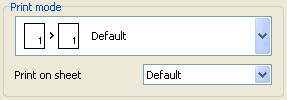 Print mode
1 > 1 Default
Print on sheet Default